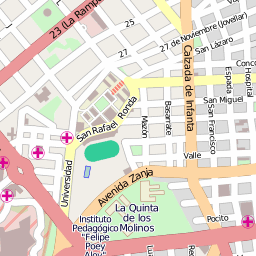 23 (La Rampa
27
27 de Noviembre (Jovellar)
San Lázaro
25
Calzada de Infanta
Espada
Hospital
Conco
San Miguel
Ronda
San Rafael
Mazón
Basarrate
San Francisco
Valle
Universidad
Avenida Zanja
La Quinta
de los
Molinos
Pocito
Instituto
Pedagógico
"Felipe
Poey